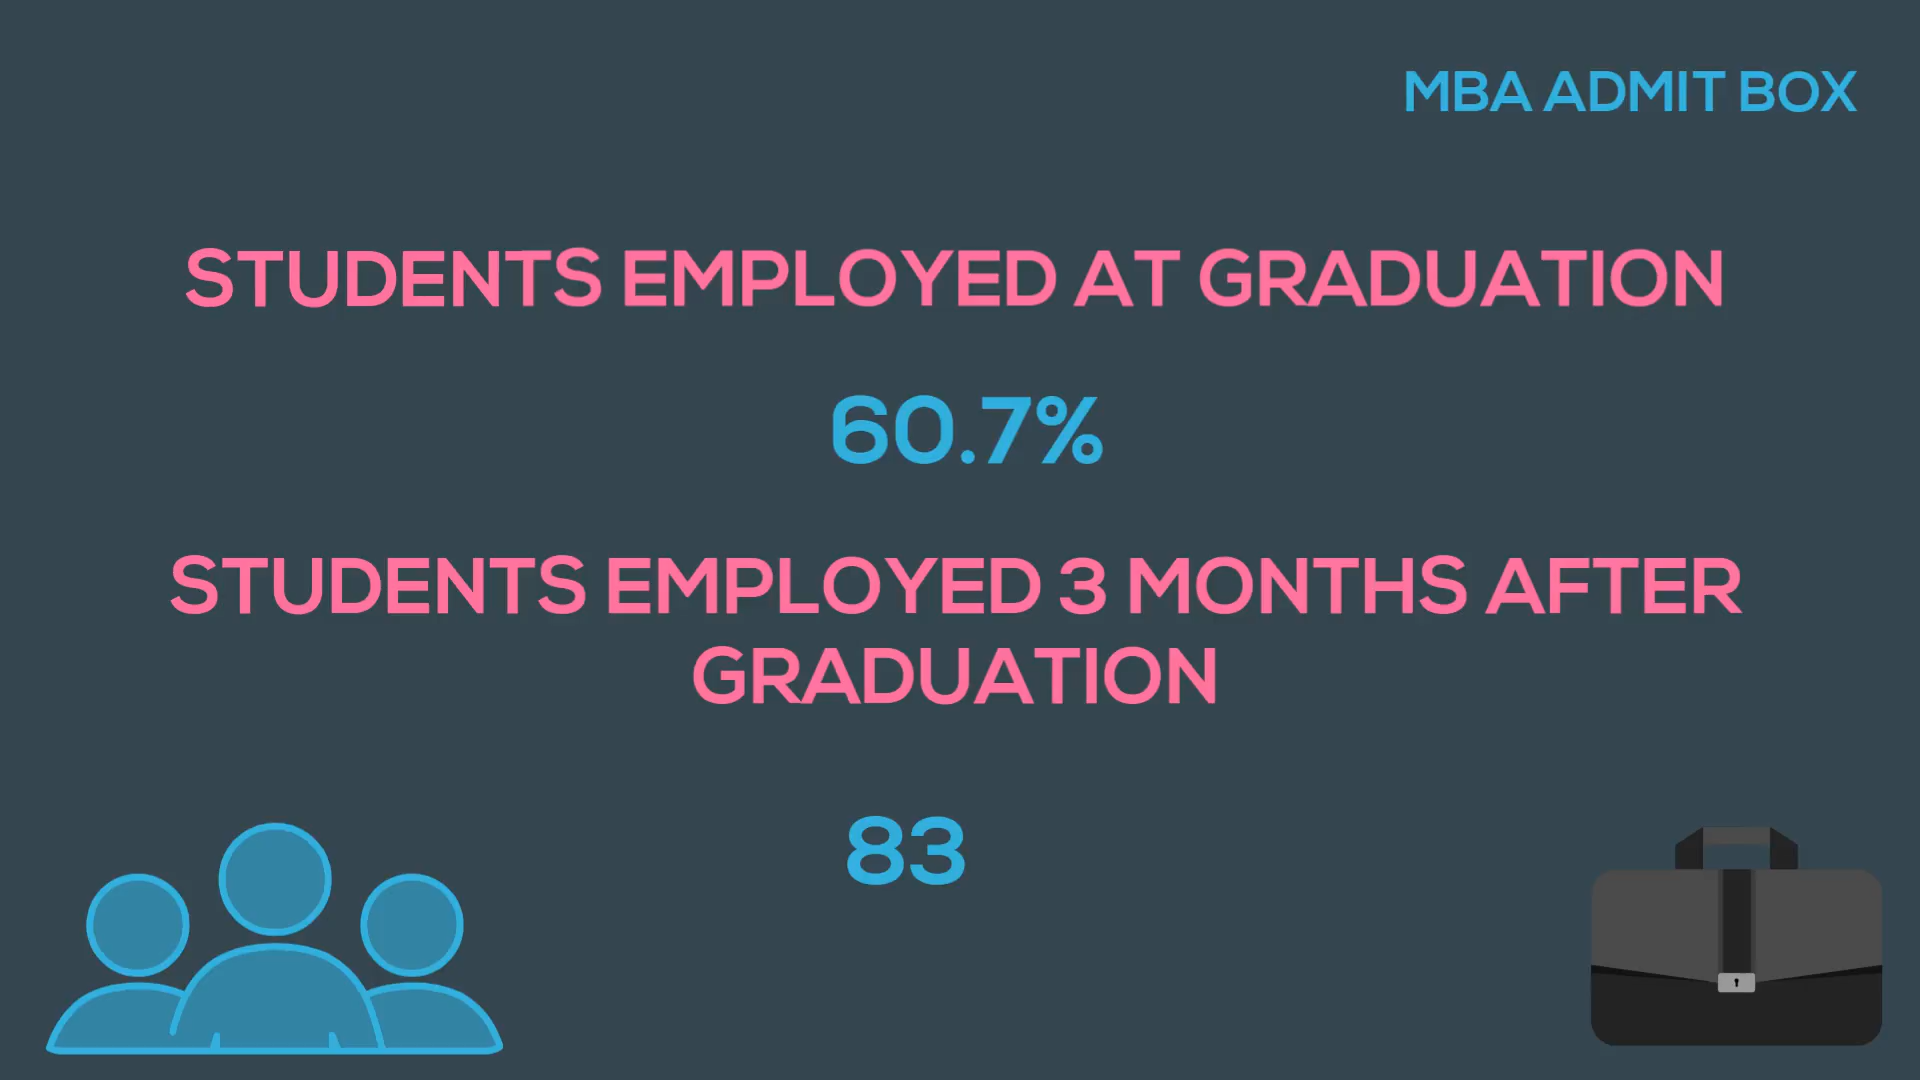 MBA ADMIT BOX
STUDENTS EMPLOYED AT GRADUATION
60.7%
STUDENTS EMPLOYED 3 MONTHS AFTER
GRADUATION
83